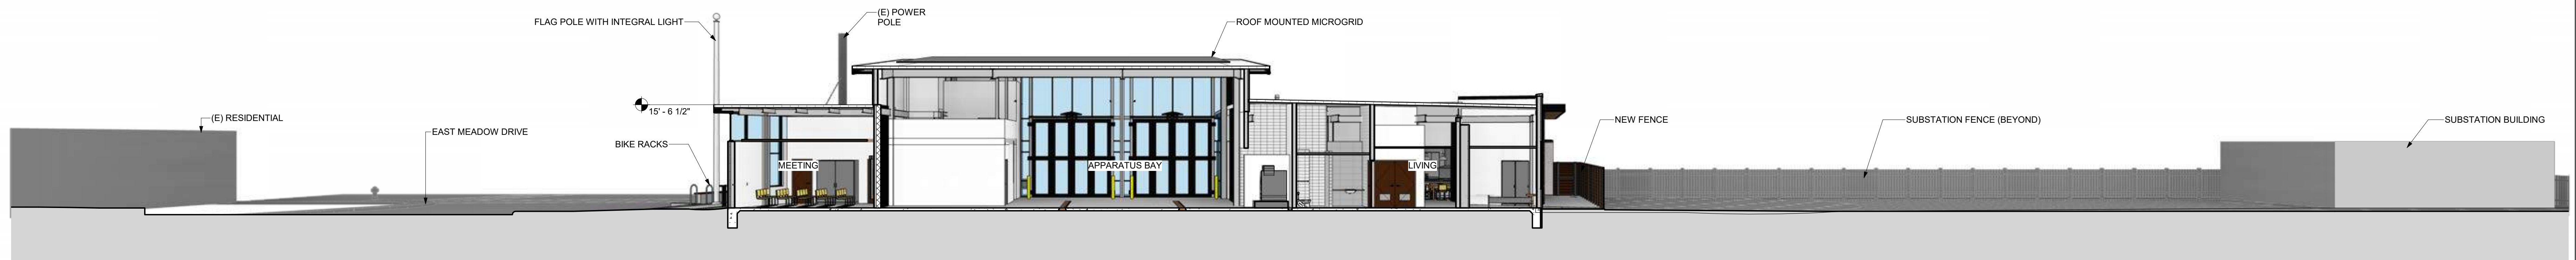 (E) POWER
POLE
FLAG POLE WITH INTEGRAL LIGHT
ROOF MOUNTED MICROGRID
15' - 6 1/2"
(E) RESIDENTIAL
EAST MEADOW DRIVE
BIKE RACKS
NEW FENCE
SUBSTATION FENCE (BEYOND)
SUBSTATION BUILDING
MEETING
APPARATUS BAY
LIVING